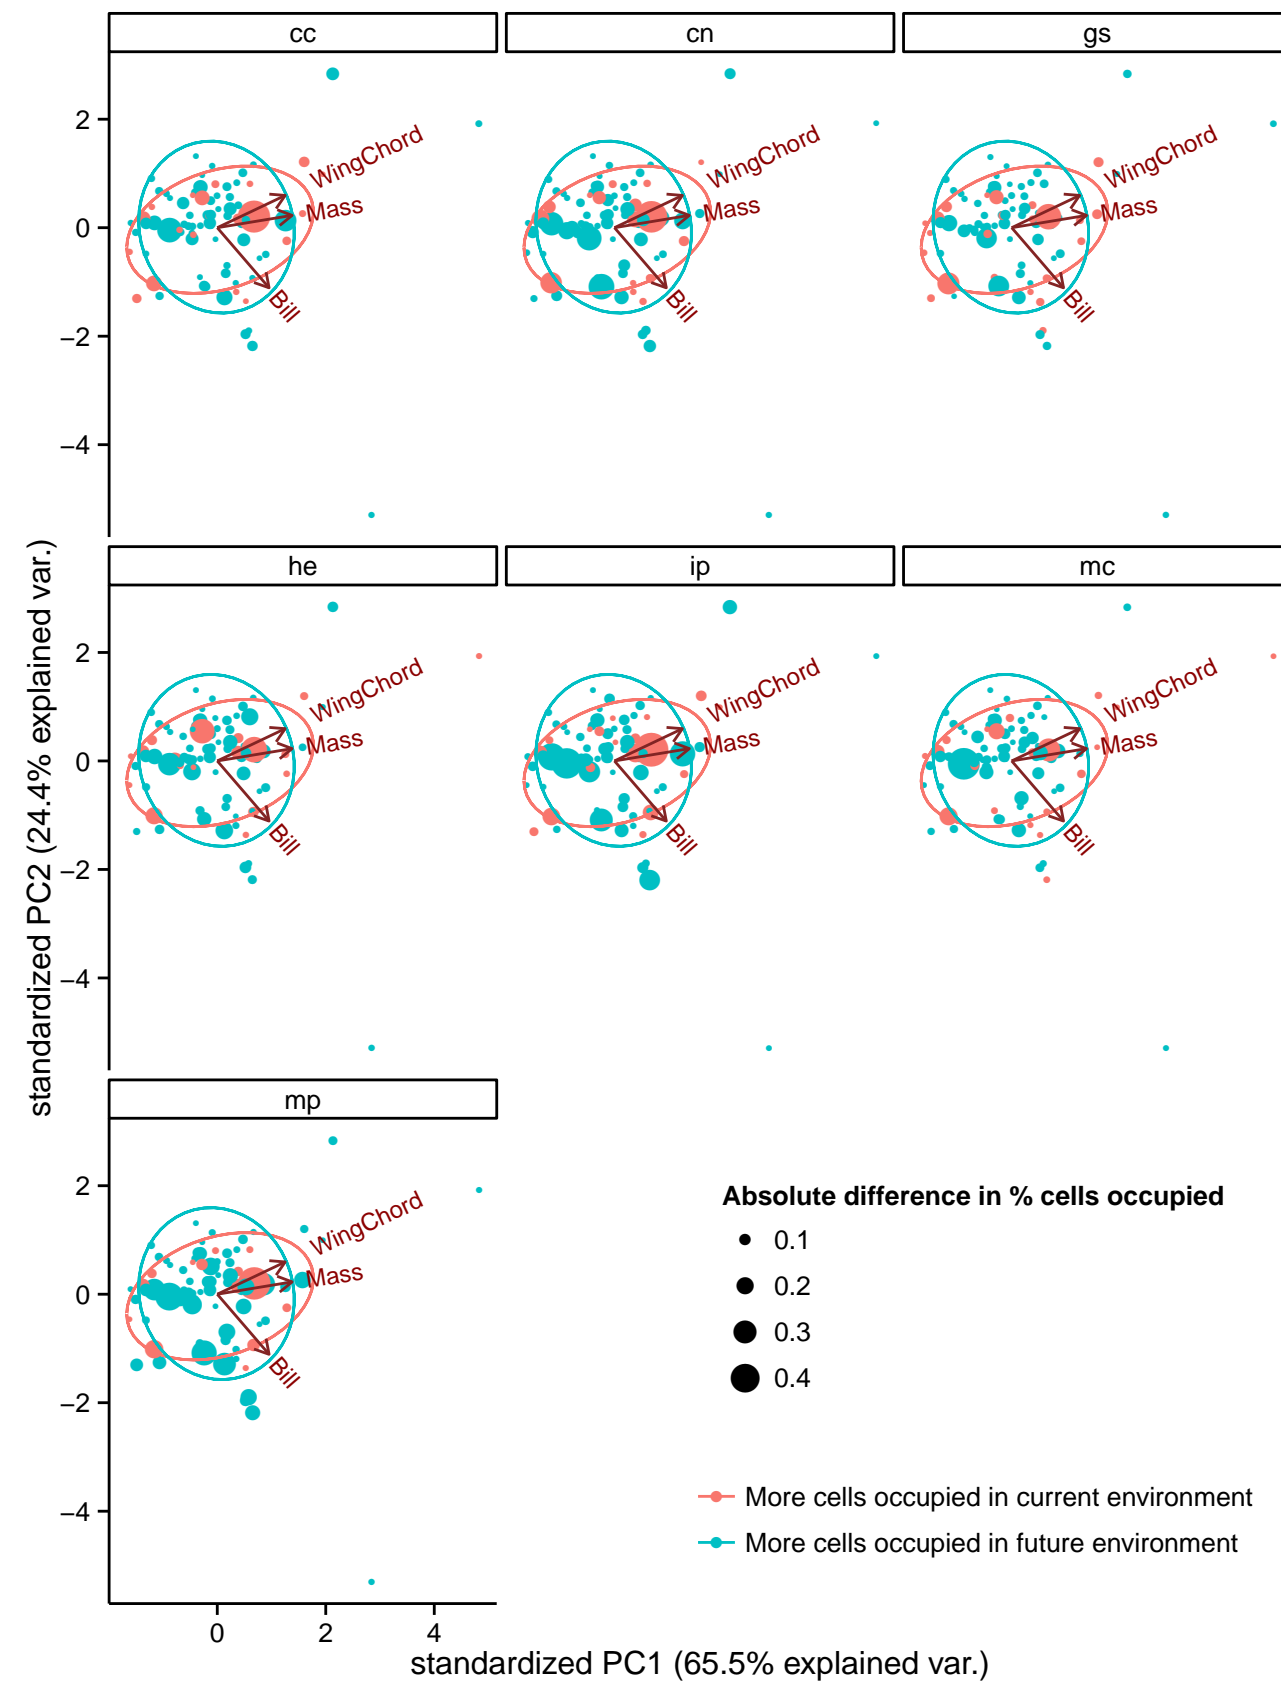 cc
cn
gs
2
0
−2
−4
WingChord
Mass
Bill
WingChord
Mass
Bill
WingChord
Mass
Bill
he
ip
mc
2
0
−2
−4
WingChord
Mass
Bill
WingChord
Mass
Bill
WingChord
Mass
Bill
standardized PC2 (24.4% explained var.)
mp
2
0
−2
−4
WingChord
Mass
Bill
Absolute difference in % cells occupied
0.1
0.2
0.3
0.4
More cells occupied in current environment
More cells occupied in future environment
0
2
4
standardized PC1 (65.5% explained var.)